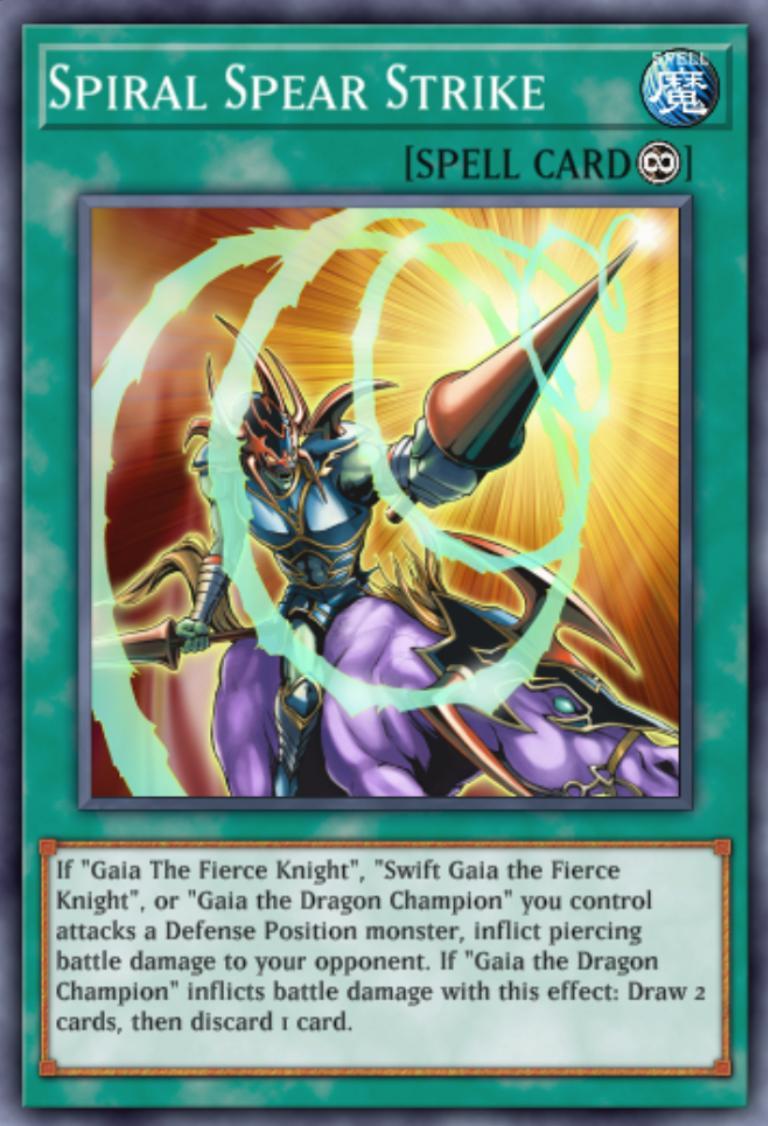 Spiral Spear Strike
SPELL
魔
[SPELL CARD♾]
If "Gaia The Fierce Knight", "Swift Gaia the Fierce
Knight", or "Gaia the Dragon Champion" you control
attacks a Defense Position monster, inflict piercing
battle damage to your opponent. If "Gaia the Dragon
Champion" inflicts battle damage with this effect: Draw 2
cards, then discard 1 card.